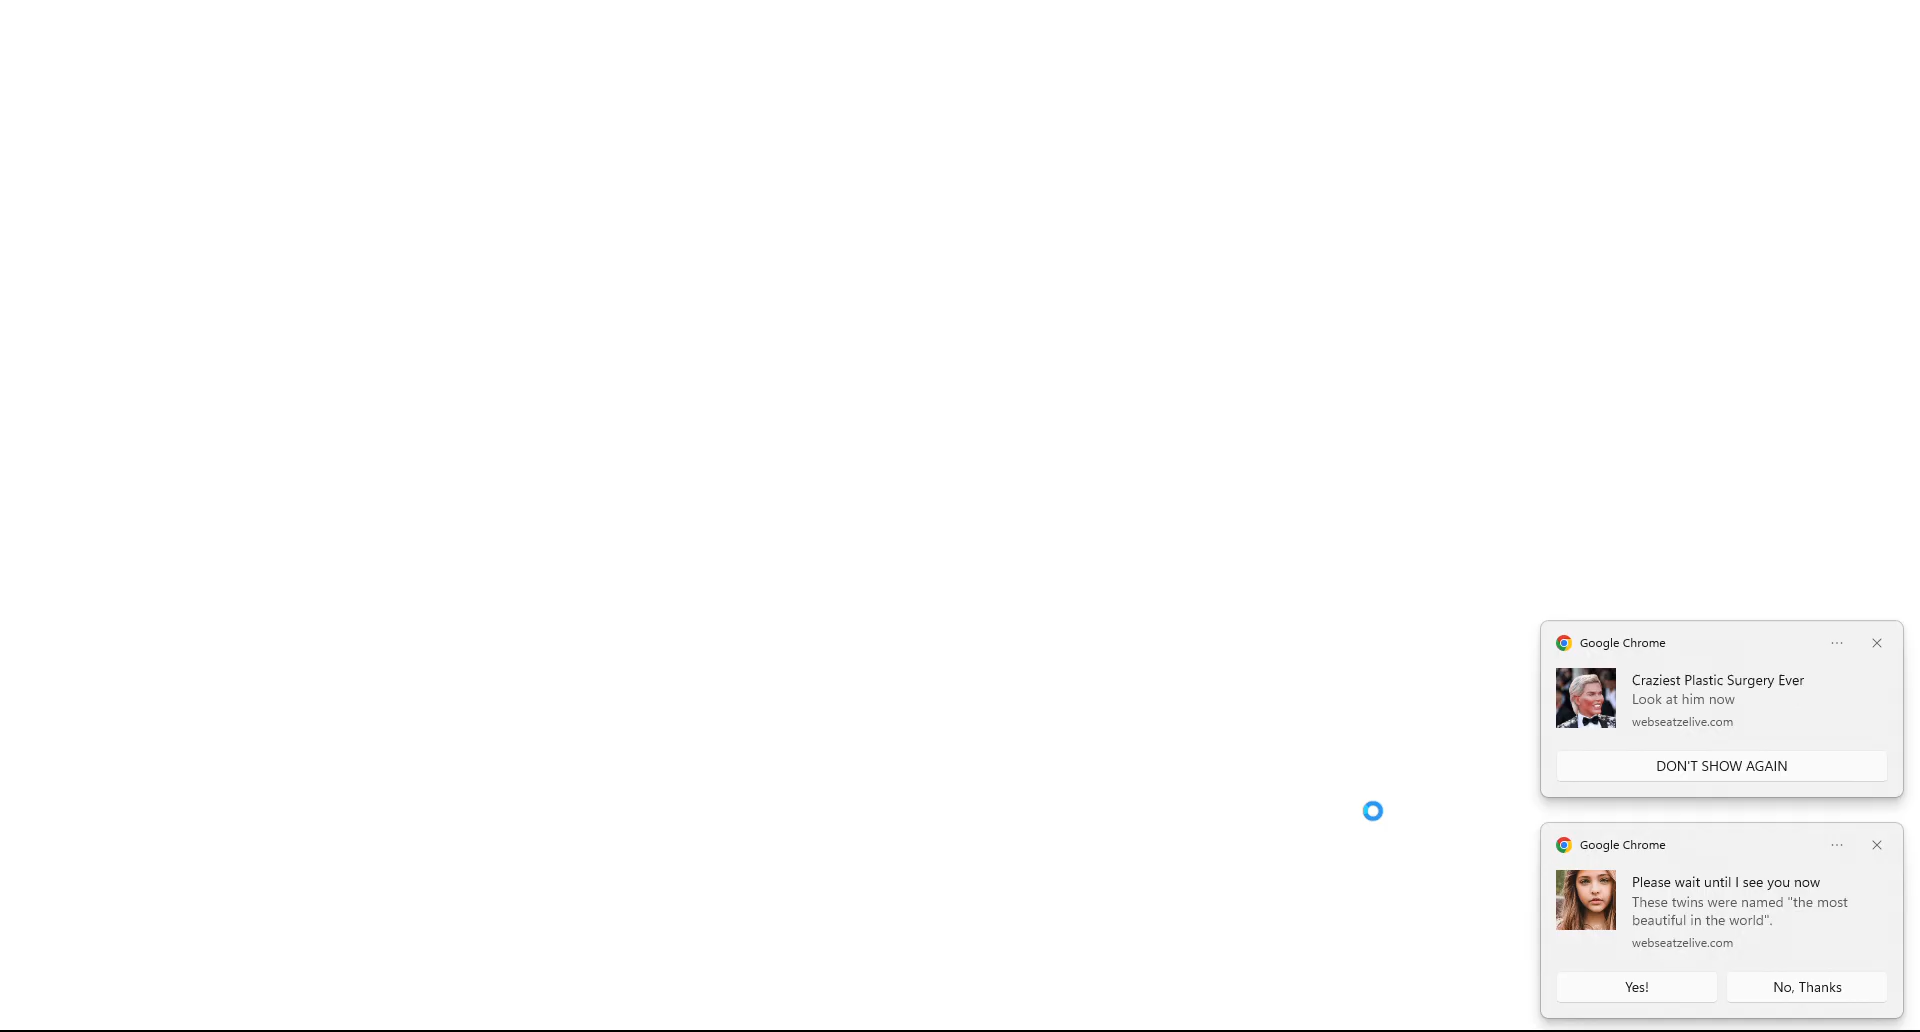 Google Chrome
Craziest Plastic Surgery Ever
Look at him now
webseatzelive.com
DON'T SHOW AGAIN
Google Chrome
Please wait until I see you now
These twins were named "the most
beautiful in the world".
webseatzelive.com
Yes!
No, Thanks